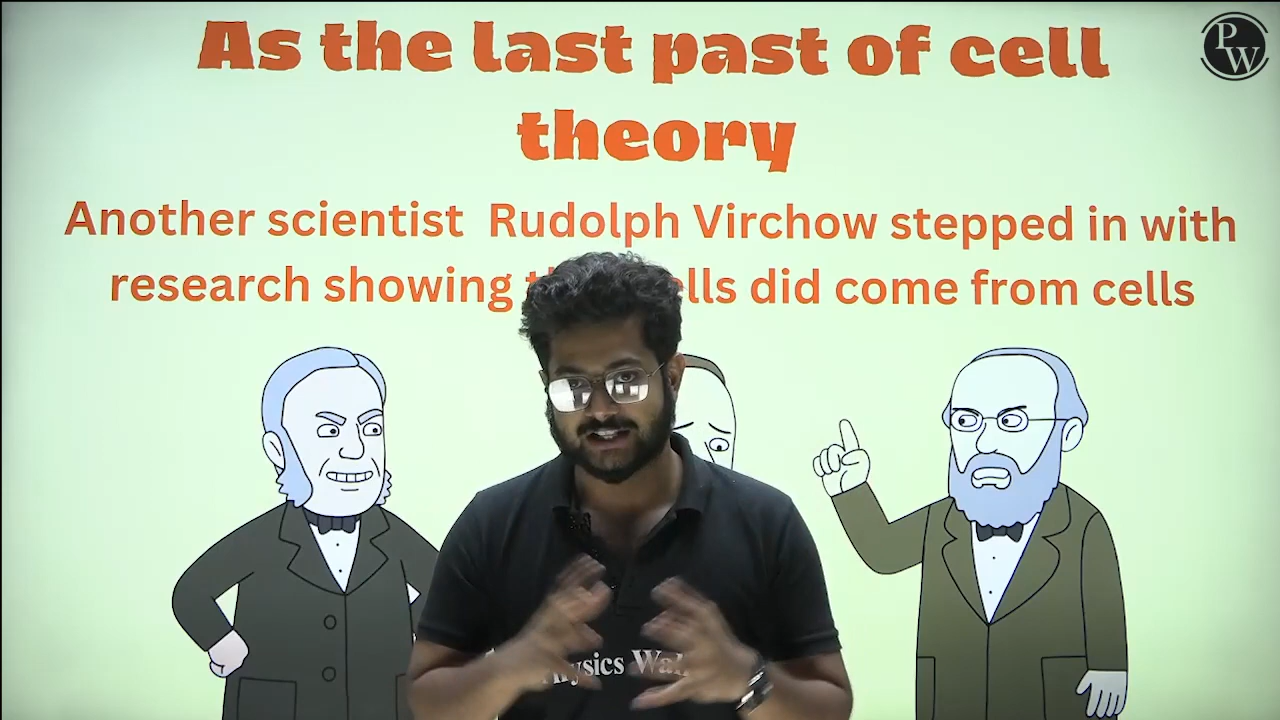 As the last past of cell
theory
Another scientist Rudolph Virchow stepped in with
research showing did come from cells
PW
Physics